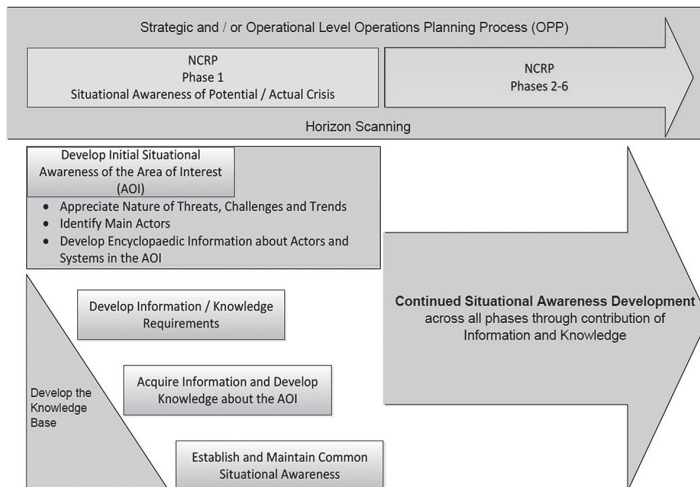 Strategic and / or Operational Level Operations Planning Process (OPP)
NCRP
Phase 1
Situational Awareness of Potential / Actual Crisis
NCRP
Phases 2-6
Horizon Scanning
Develop Initial Situational
Awareness of the Area of Interest
(AOI)
• Appreciate Nature of Threats, Challenges and Trends
• Identify Main Actors
• Develop Encyclopaedic Information about Actors and
Systems in the AOI
Develop Information / Knowledge
Requirements
Acquire Information and Develop
Knowledge about the AOI
Develop the
Knowledge
Base
Establish and Maintain Common
Situational Awareness
Continued Situational Awareness Development
across all phases through contribution of
Information and Knowledge